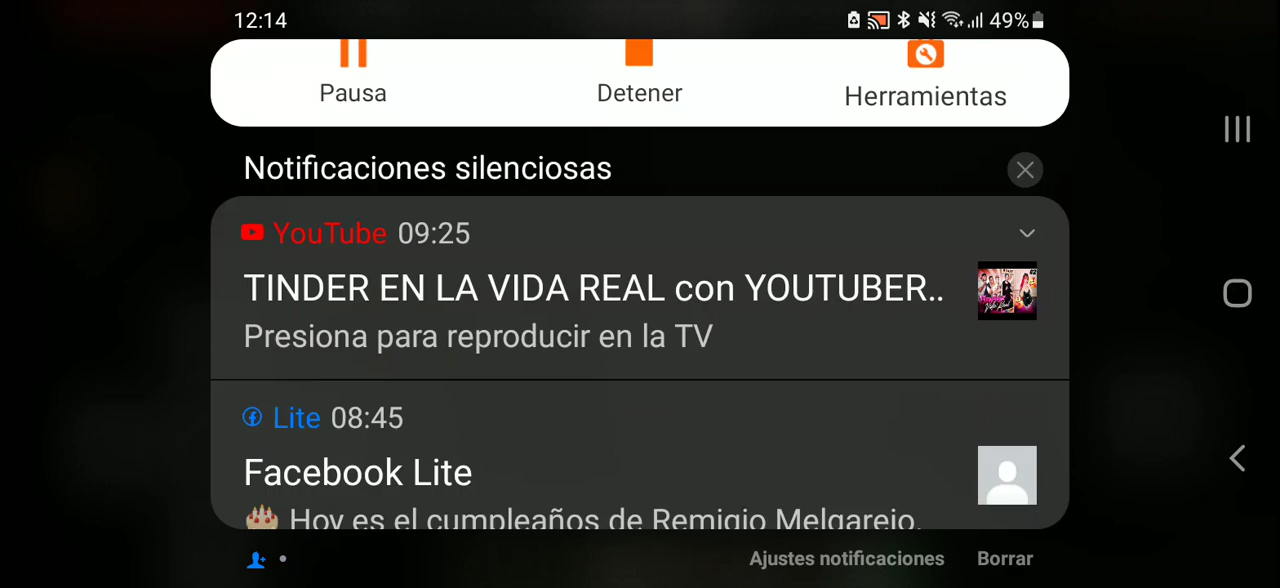 12:14 49%
Pausa Detener Herramientas
Notificaciones silenciosas
YouTube 09:25
TINDER EN LA VIDA REAL con YOUTUBER..
Presiona para reproducir en la TV
Lite 08:45
Facebook Lite
Hoy es el cumpleaños de Remigio Melgarejo.
Ajustes notificaciones Borrar